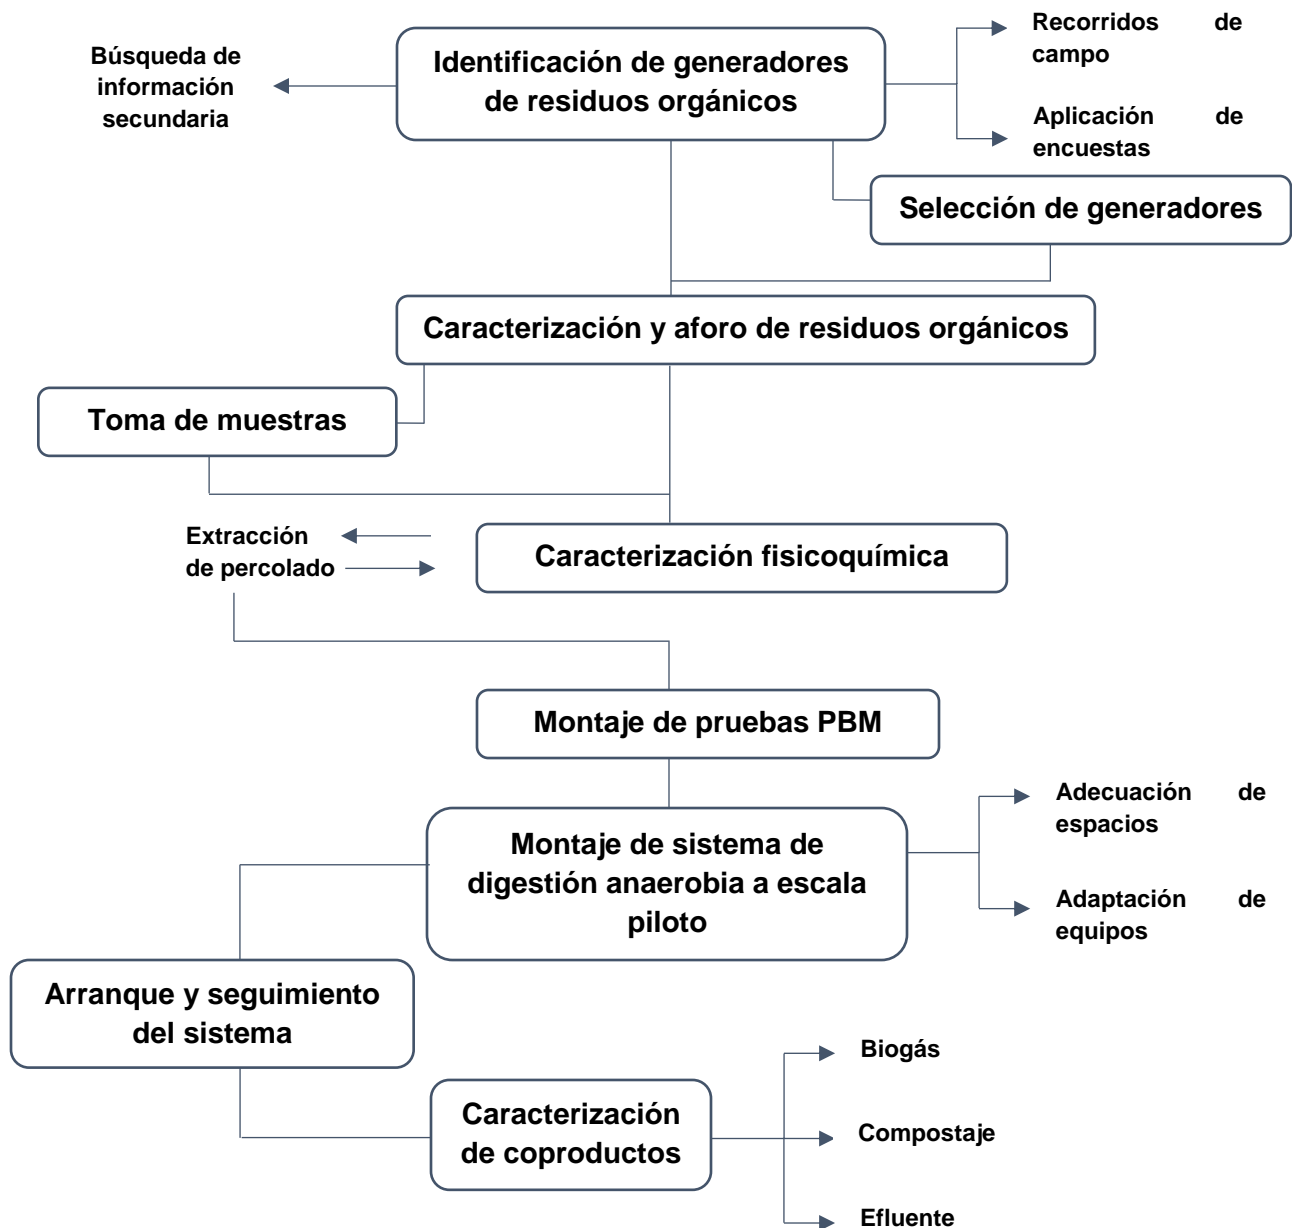 Búsqueda de
información
secundaria
Identificación de generadores
de residuos orgánicos
Recorridos de
campo
Aplicación de
encuestas
Selección de generadores
Caracterización y aforo de residuos orgánicos
Toma de muestras
Extracción
de percolado
Caracterización fisicoquímica
Montaje de pruebas PBM
Montaje de sistema de
digestión anaerobia a escala
piloto
Adecuación de
espacios
Adaptación de
equipos
Arranque y seguimiento
del sistema
Caracterización
de coproductos
Biogás
Compostaje
Efluente